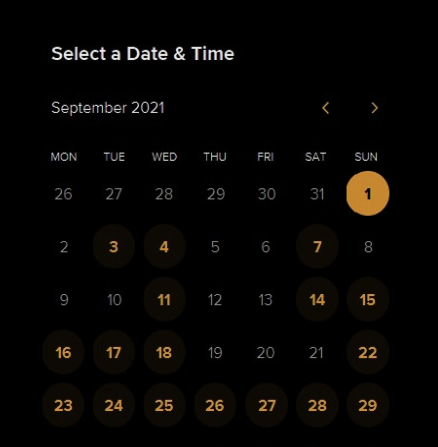 Select a Date & Time
September 2021
MON TUE WED THU FRI SAT SUN
26 27 28 29 30 31 1
2 3 4 5 6 7 8
9 10 11 12 13 14 15
16 17 18 19 20 21 22
23 24 25 26 27 28 29